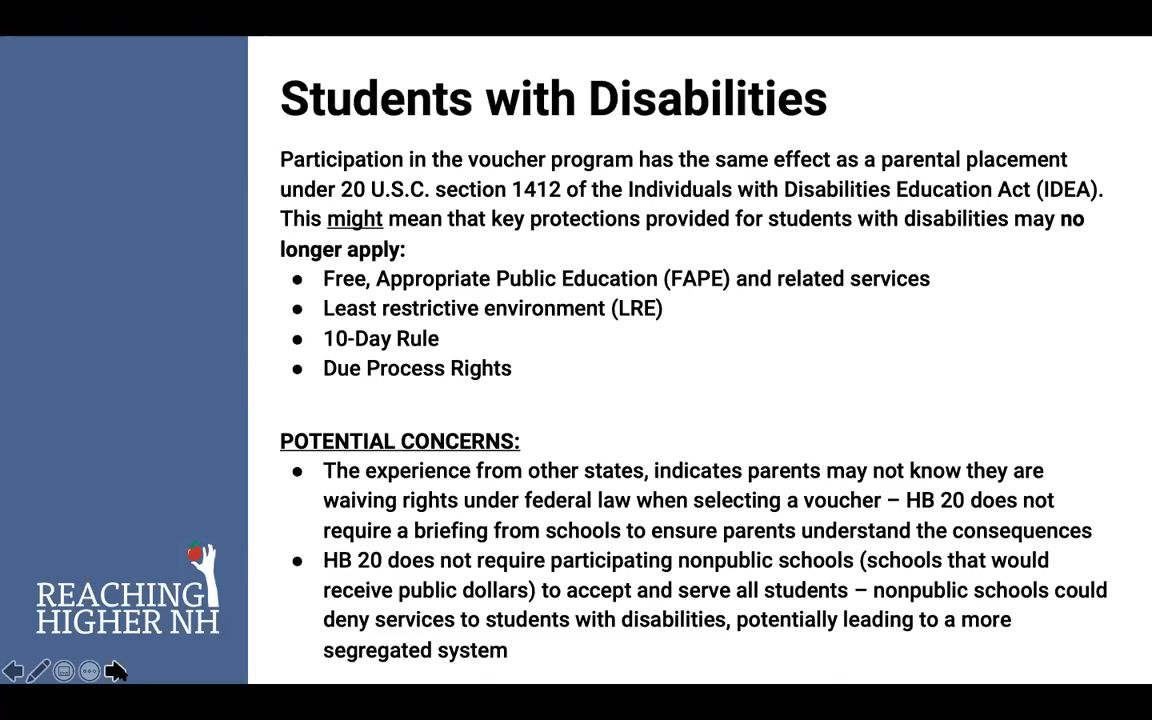 Students with Disabilities
Participation in the voucher program has the same effect as a parental placement
under 20 U.S.C. section 1412 of the Individuals with Disabilities Education Act (IDEA).
This might mean that key protections provided for students with disabilities may no
longer apply:
● Free, Appropriate Public Education (FAPE) and related services
● Least restrictive environment (LRE)
● 10-Day Rule
● Due Process Rights
POTENTIAL CONCERNS:
● The experience from other states, indicates parents may not know they are
waiving rights under federal law when selecting a voucher – HB 20 does not
require a briefing from schools to ensure parents understand the consequences
● HB 20 does not require participating nonpublic schools (schools that would
receive public dollars) to accept and serve all students – nonpublic schools could
deny services to students with disabilities, potentially leading to a more
segregated system
REACHING
HIGHER NH